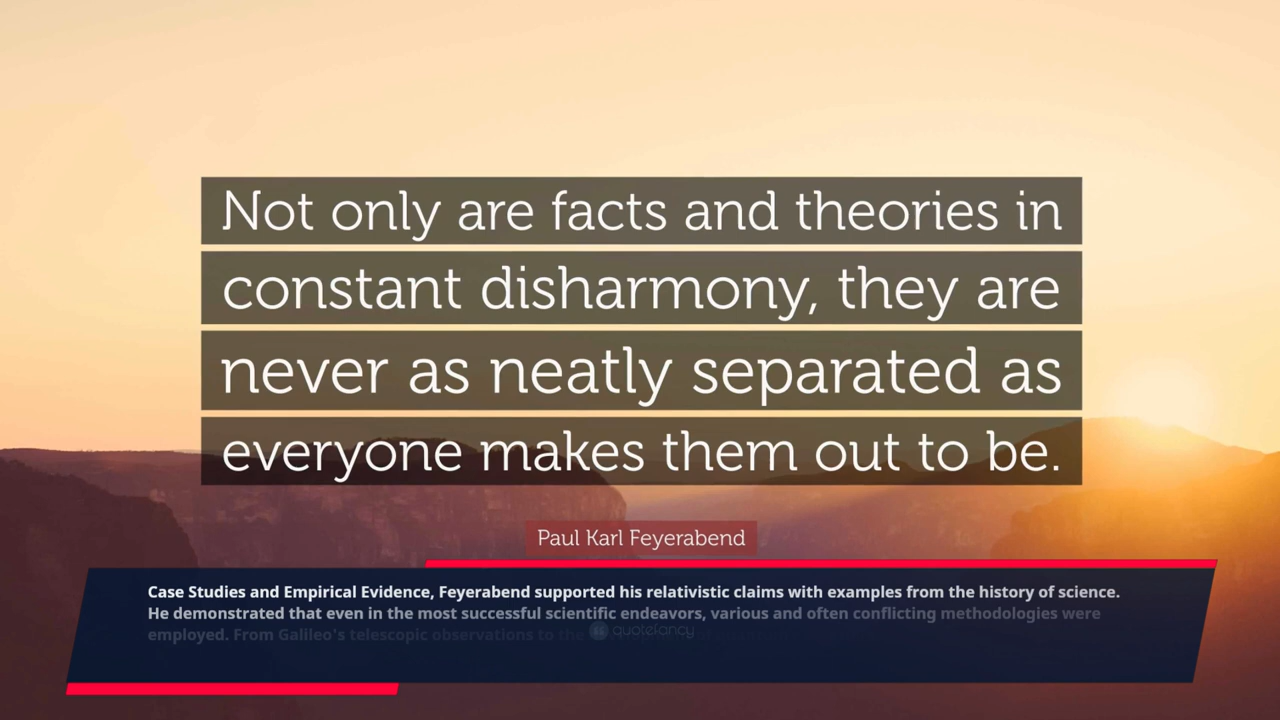 Not only are facts and theories in
constant disharmony, they are
never as neatly separated as
everyone makes them out to be.
Paul Karl Feyerabend
Case Studies and Empirical Evidence, Feyerabend supported his relativistic claims with examples from the history of science.
He demonstrated that even in the most successful scientific endeavors, various and often conflicting methodologies were
employed. From Galileo's telescopic observations to the
quotefancy